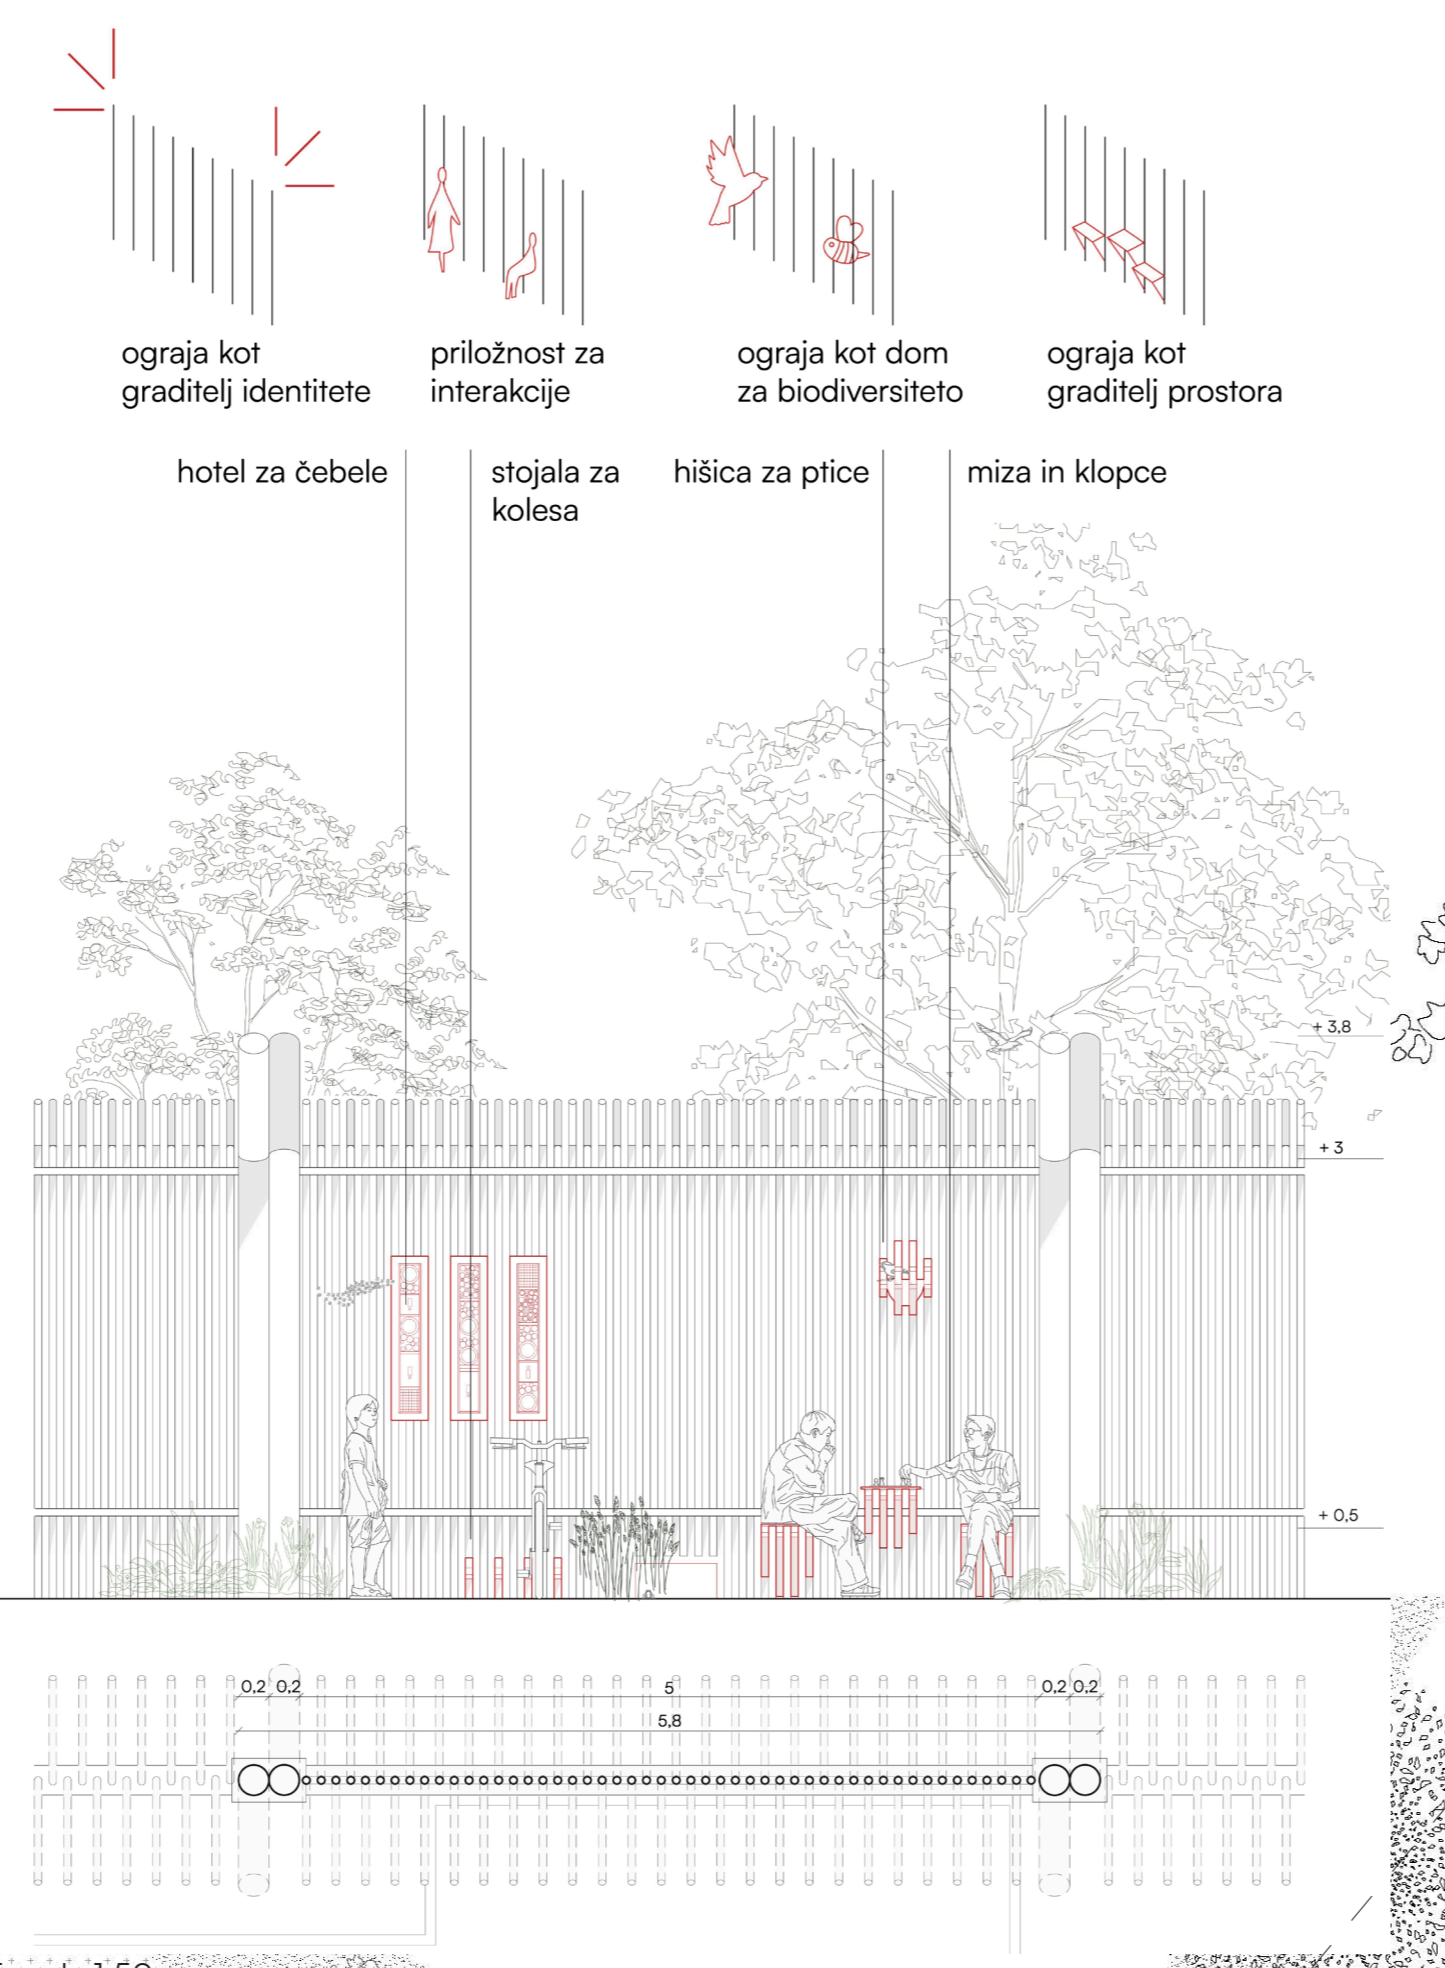 ograja kot
graditelj identitete
priložnost za
interakcije
ograja kot dom
za biodiversiteto
ograja kot
graditelj prostora
hotel za čebele
stojala za
kolesa
hišica za ptice
miza in klopce
+ 3,8
+ 3
+ 0,5
0,2 0,2 5 0,2 0,2
5,8